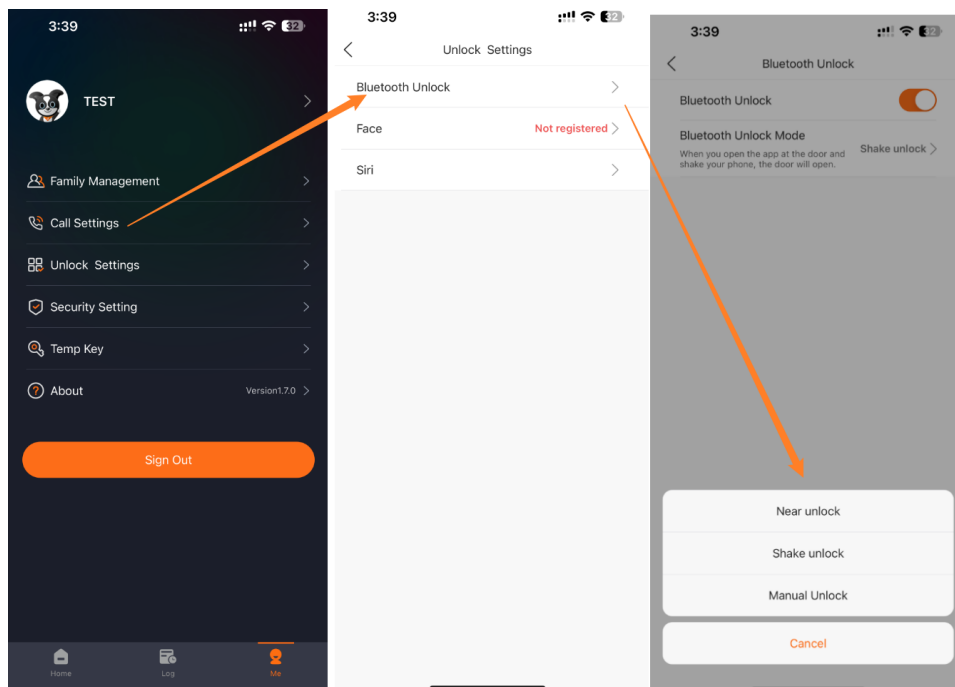 3:39
32
TEST
Family Management
Call Settings
Unlock Settings
Security Setting
Temp Key
About
Version1.7.0
Sign Out
Home
Log
Me
3:39
32
Unlock Settings
Bluetooth Unlock
Face
Not registered
Siri
3:39
32
Bluetooth Unlock
Bluetooth Unlock
Bluetooth Unlock Mode
When you open the app at the door and
shake your phone, the door will open.
Shake unlock
Near unlock
Shake unlock
Manual Unlock
Cancel